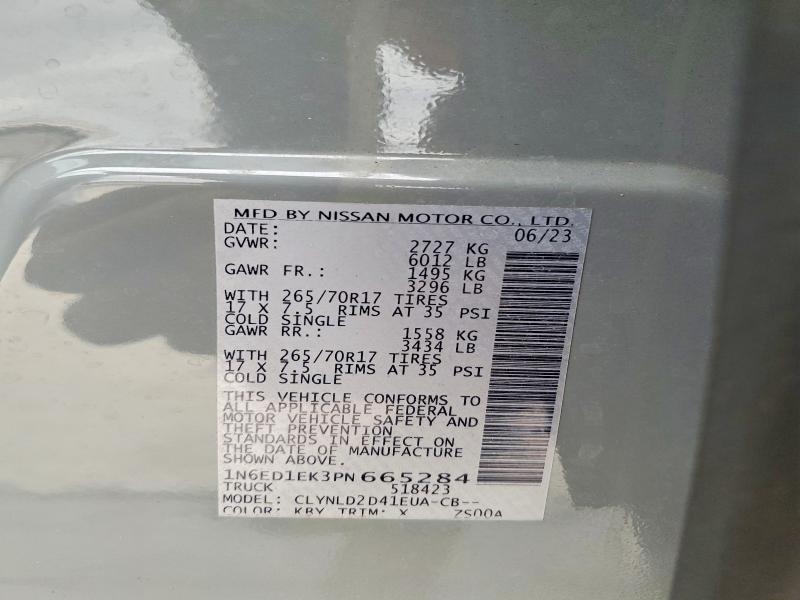 MFD BY NISSAN MOTOR CO., LTD.
DATE: 06/23
GVWR: 2727 KG
6012 LB
GAWR FR.: 1495 KG
3296 LB
WITH 265/70R17 TIRES
17 X 7.5 RIMS AT 35 PSI
COLD SINGLE
GAWR RR.: 1558 KG
3434 LB
WITH 265/70R17 TIRES
17 X 7.5 RIMS AT 35 PSI
COLD SINGLE
THIS VEHICLE CONFORMS TO
ALL APPLICABLE FEDERAL
MOTOR VEHICLE SAFETY AND
THEFT PREVENTION
STANDARDS IN EFFECT ON
THE DATE OF MANUFACTURE
SHOWN ABOVE.
1N6ED1EK3PN665284
TRUCK 518423
MODEL: CLYNLD2D41EUA-CB--
COLOR: KBY TRIM: X ZS00A